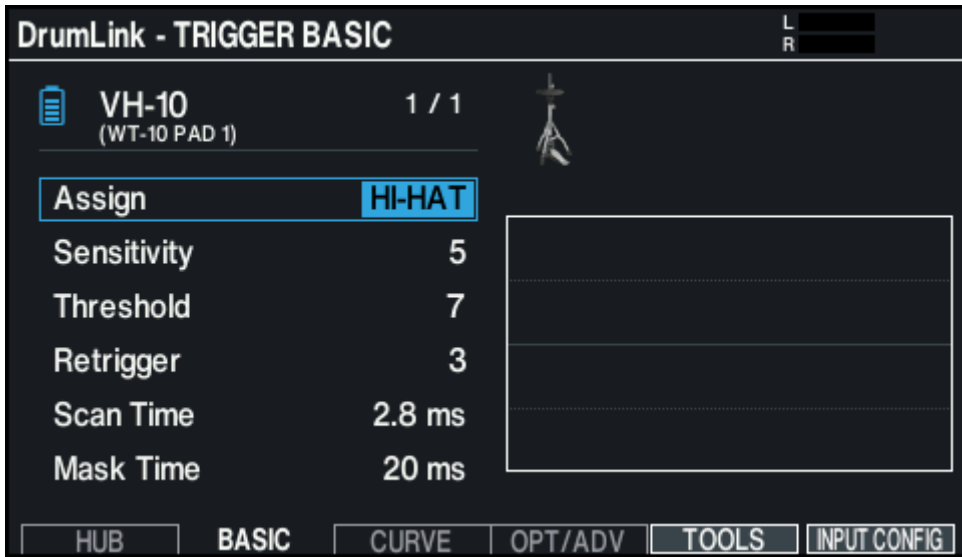 DrumLink - TRIGGER BASIC
L
R
VH-10 1 / 1
(WT-10 PAD 1)
Assign HI-HAT
Sensitivity 5
Threshold 7
Retrigger 3
Scan Time 2.8 ms
Mask Time 20 ms
HUB BASIC CURVE OPT/ADV TOOLS INPUT CONFIG